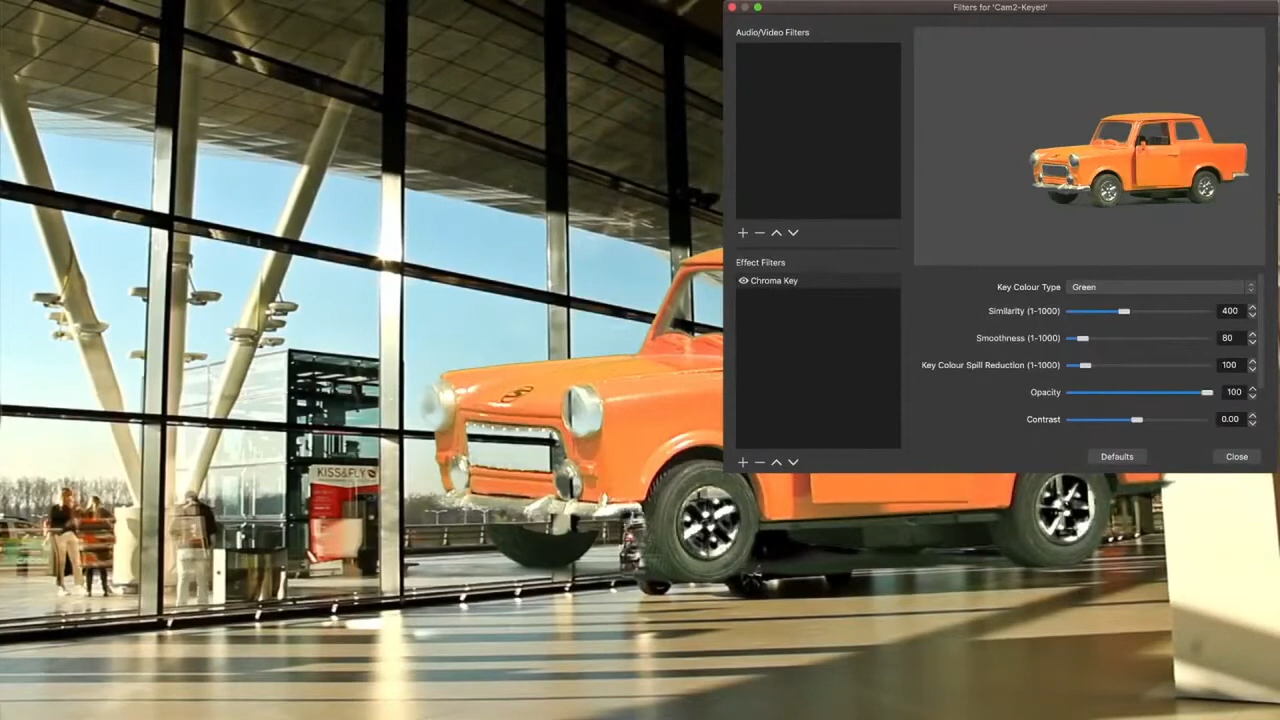 Filters for 'Cam2-Keyed'
Audio/Video Filters
Effect Filters
Chroma Key
Key Colour Type Green
Similarity (1-1000) 400
Smoothness (1-1000) 80
Key Colour Spill Reduction (1-1000) 100
Opacity 100
Contrast 0.00
Defaults Close
KISS&FLY